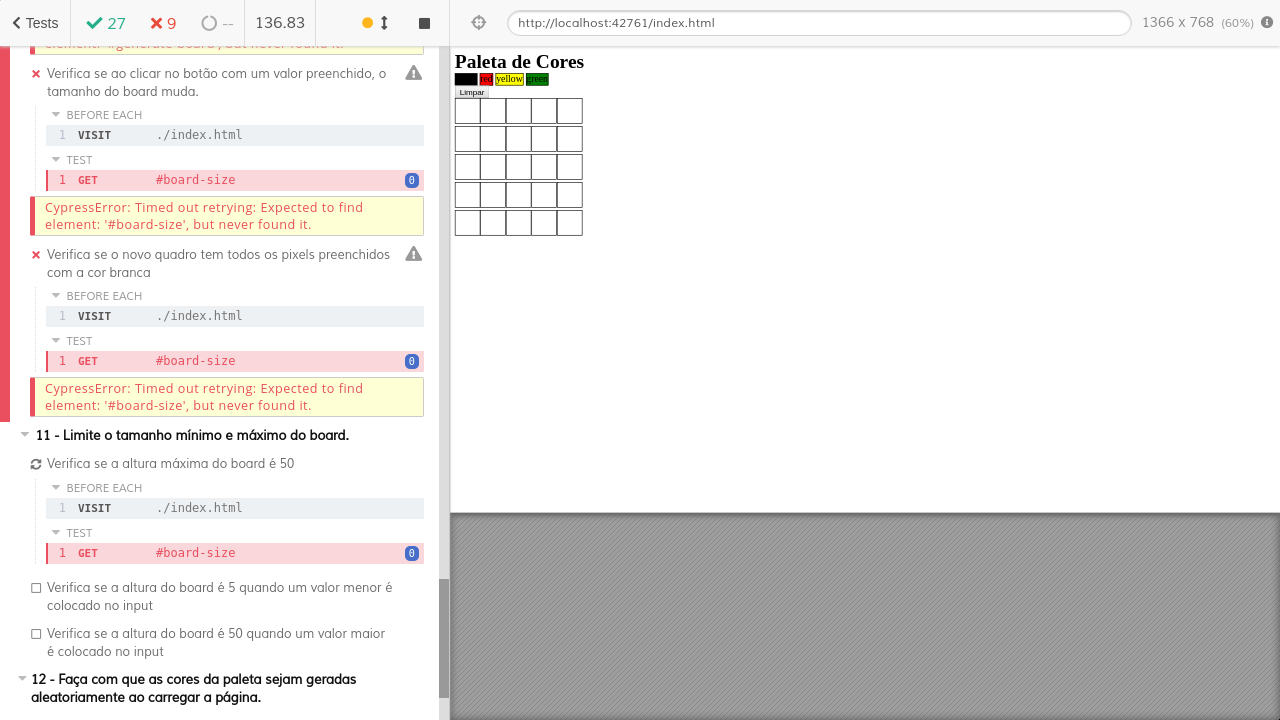 Tests
27
9
--
136.83
http://localhost:42761/index.html
1366 x 768 (60%)
element: '#generate-board', but never found it.
Verifica se ao clicar no botão com um valor preenchido, o
tamanho do board muda.
BEFORE EACH
1 VISIT ./index.html
TEST
1 GET #board-size 0
CypressError: Timed out retrying: Expected to find
element: '#board-size', but never found it.
Verifica se o novo quadro tem todos os pixels preenchidos
com a cor branca
BEFORE EACH
1 VISIT ./index.html
TEST
1 GET #board-size 0
CypressError: Timed out retrying: Expected to find
element: '#board-size', but never found it.
11 - Limite o tamanho mínimo e máximo do board.
Verifica se a altura máxima do board é 50
BEFORE EACH
1 VISIT ./index.html
TEST
1 GET #board-size 0
Verifica se a altura do board é 5 quando um valor menor é
colocado no input
Verifica se a altura do board é 50 quando um valor maior
é colocado no input
12 - Faça com que as cores da paleta sejam geradas
aleatoriamente ao carregar a página.
Paleta de Cores
red yellow green
Limpar